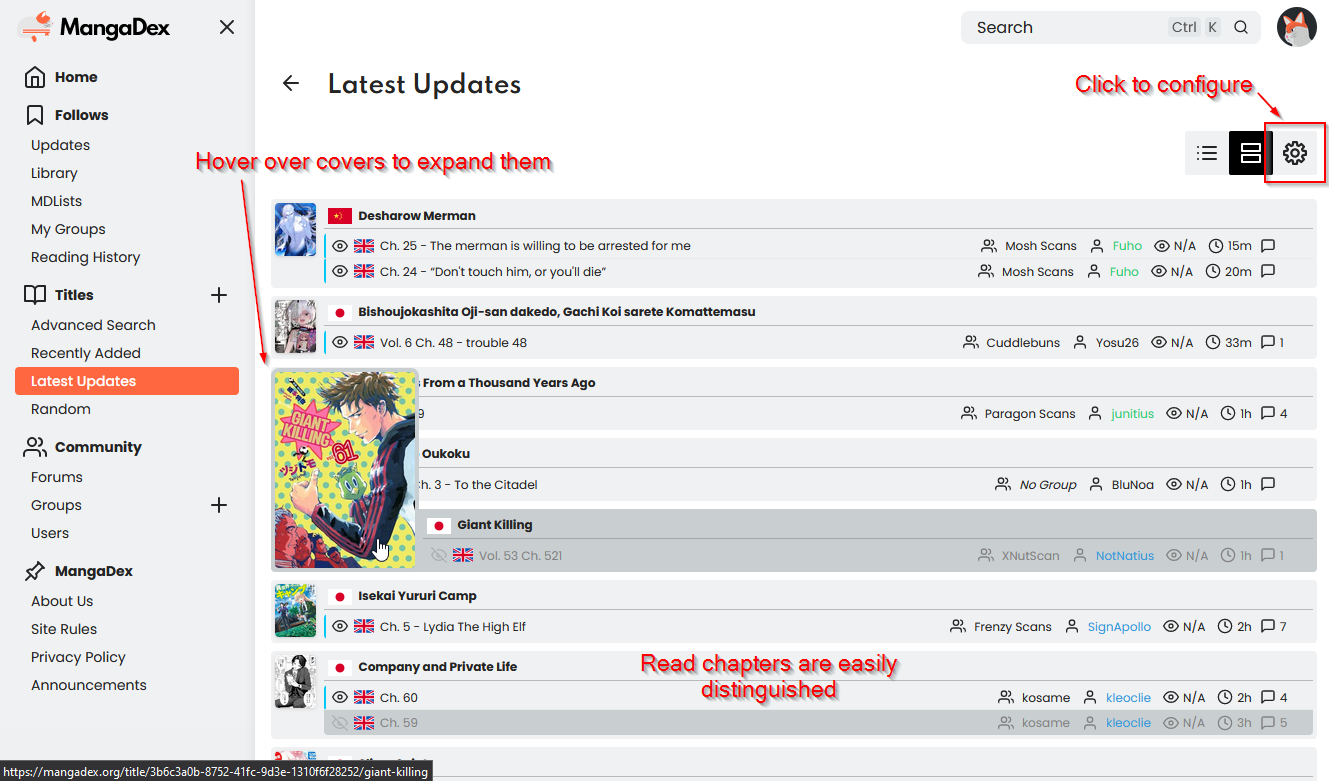 MangaDex
Search Ctrl K
Home
Follows
Updates
Library
MDLists
My Groups
Reading History
Titles
Advanced Search
Recently Added
Latest Updates
Random
Community
Forums
Groups
Users
MangaDex
About Us
Site Rules
Privacy Policy
Announcements
Latest Updates
Click to configure
Hover over covers to expand them
Desharow Merman
Ch. 25 - The merman is willing to be arrested for me Mosh Scans Fuho N/A 15m
Ch. 24 - “Don't touch him, or you'll die” Mosh Scans Fuho N/A 20m
Bishoujokashita Oji-san dakedo, Gachi Koi sarete Komattemasu
Vol. 6 Ch. 48 - trouble 48 Cuddlebuns Yosu26 N/A 33m 1
From a Thousand Years Ago
9 Paragon Scans junitius N/A 1h 4
Oukoku
h. 3 - To the Citadel No Group BluNoa N/A 1h
GIANT
KILLING
61
ツジトモ
Giant Killing
Vol. 53 Ch. 521 XNutScan NotNatius N/A 1h 1
Isekai Yururi Camp
Ch. 5 - Lydia The High Elf Frenzy Scans SignApollo N/A 2h 7
Company and Private Life
Read chapters are easily
distinguished
Ch. 60 kosame kleoclie N/A 2h 4
Ch. 59 kosame kleoclie N/A 3h 5
https://mangadex.org/title/3b6c3a0b-8752-41fc-9d3e-1310f6f28252/giant-killing